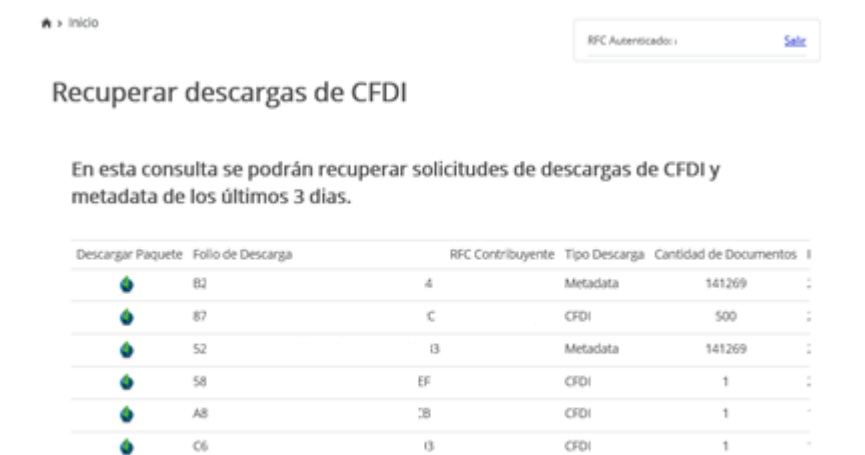 > Inicio
RFC Autenticado: Salir
Recuperar descargas de CFDI
En esta consulta se podrán recuperar solicitudes de descargas de CFDI y
metadata de los últimos 3 dias.
Descargar Paquete Folio de Descarga RFC Contribuyente Tipo Descarga Cantidad de Documentos
B2 4 Metadata 141269
87 C CFDI 500
52 3 Metadata 141269
58 EF CFDI 1
A8 B CFDI 1
C6 3 CFDI 1